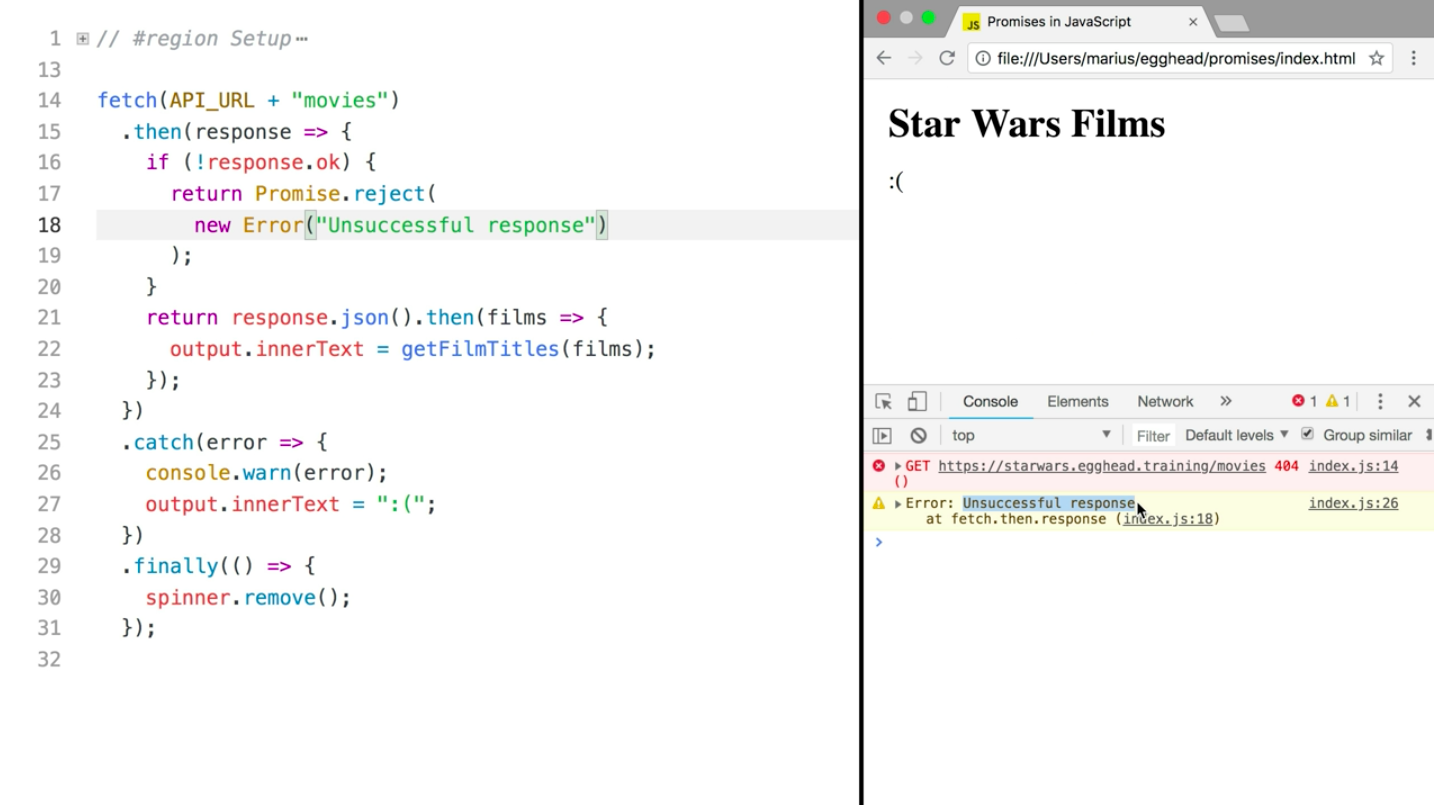 1 // #region Setup⋯
13
14 fetch(API_URL + "movies")
15   .then(response => {
16     if (!response.ok) {
17       return Promise.reject(
18         new Error("Unsuccessful response")
19       );
20     }
21     return response.json().then(films => {
22       output.innerText = getFilmTitles(films);
23     });
24   })
25   .catch(error => {
26     console.warn(error);
27     output.innerText = ":(";
28   })
29   .finally(() => {
30     spinner.remove();
31   });
32
JS Promises in JavaScript
file:///Users/marius/egghead/promises/index.html
Star Wars Films
:(
Console Elements Network » 1 1
top Filter Default levels Group similar
GET https://starwars.egghead.training/movies 404 index.js:14
()
Error: Unsuccessful response index.js:26
at fetch.then.response (index.js:18)